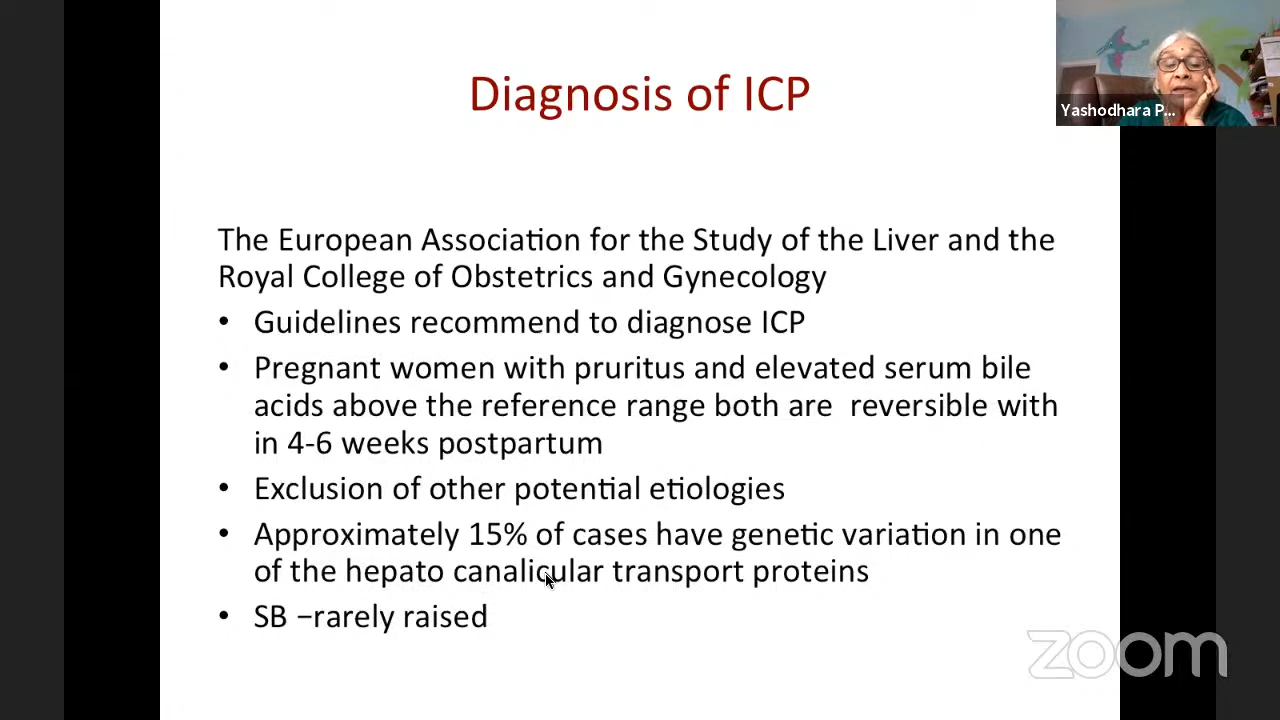 Diagnosis of ICP
Yashodhara P...
The European Association for the Study of the Liver and the
Royal College of Obstetrics and Gynecology
• Guidelines recommend to diagnose ICP
• Pregnant women with pruritus and elevated serum bile
acids above the reference range both are reversible with
in 4-6 weeks postpartum
• Exclusion of other potential etiologies
• Approximately 15% of cases have genetic variation in one
of the hepato canalicular transport proteins
• SB –rarely raised
zoom